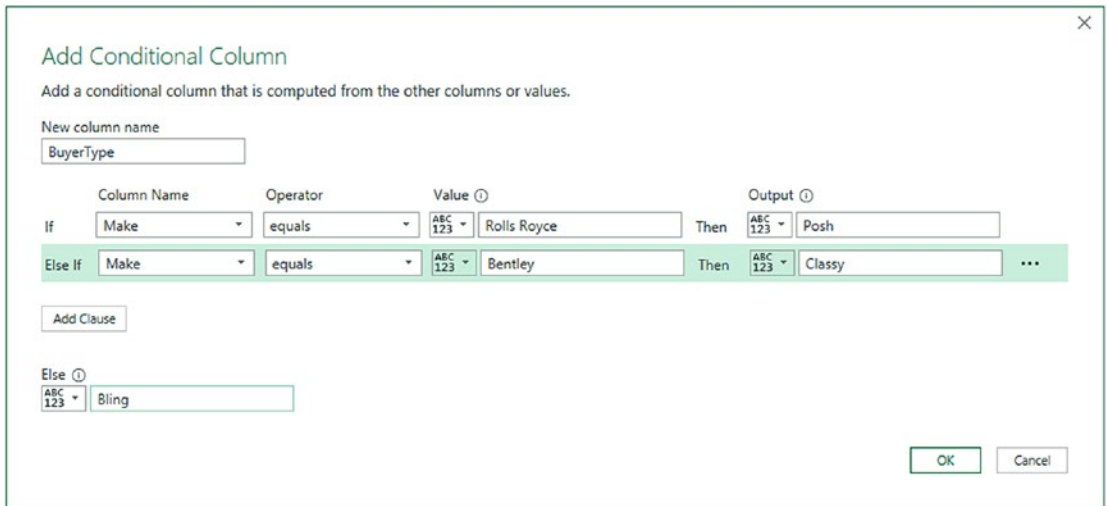 Add Conditional Column
Add a conditional column that is computed from the other columns or values.
New column name
BuyerType
Column Name Operator Value Output
If Make equals ABC 123 Rolls Royce Then ABC 123 Posh
Else If Make equals ABC 123 Bentley Then ABC 123 Classy ...
Add Clause
Else
ABC 123 Bling
OK Cancel